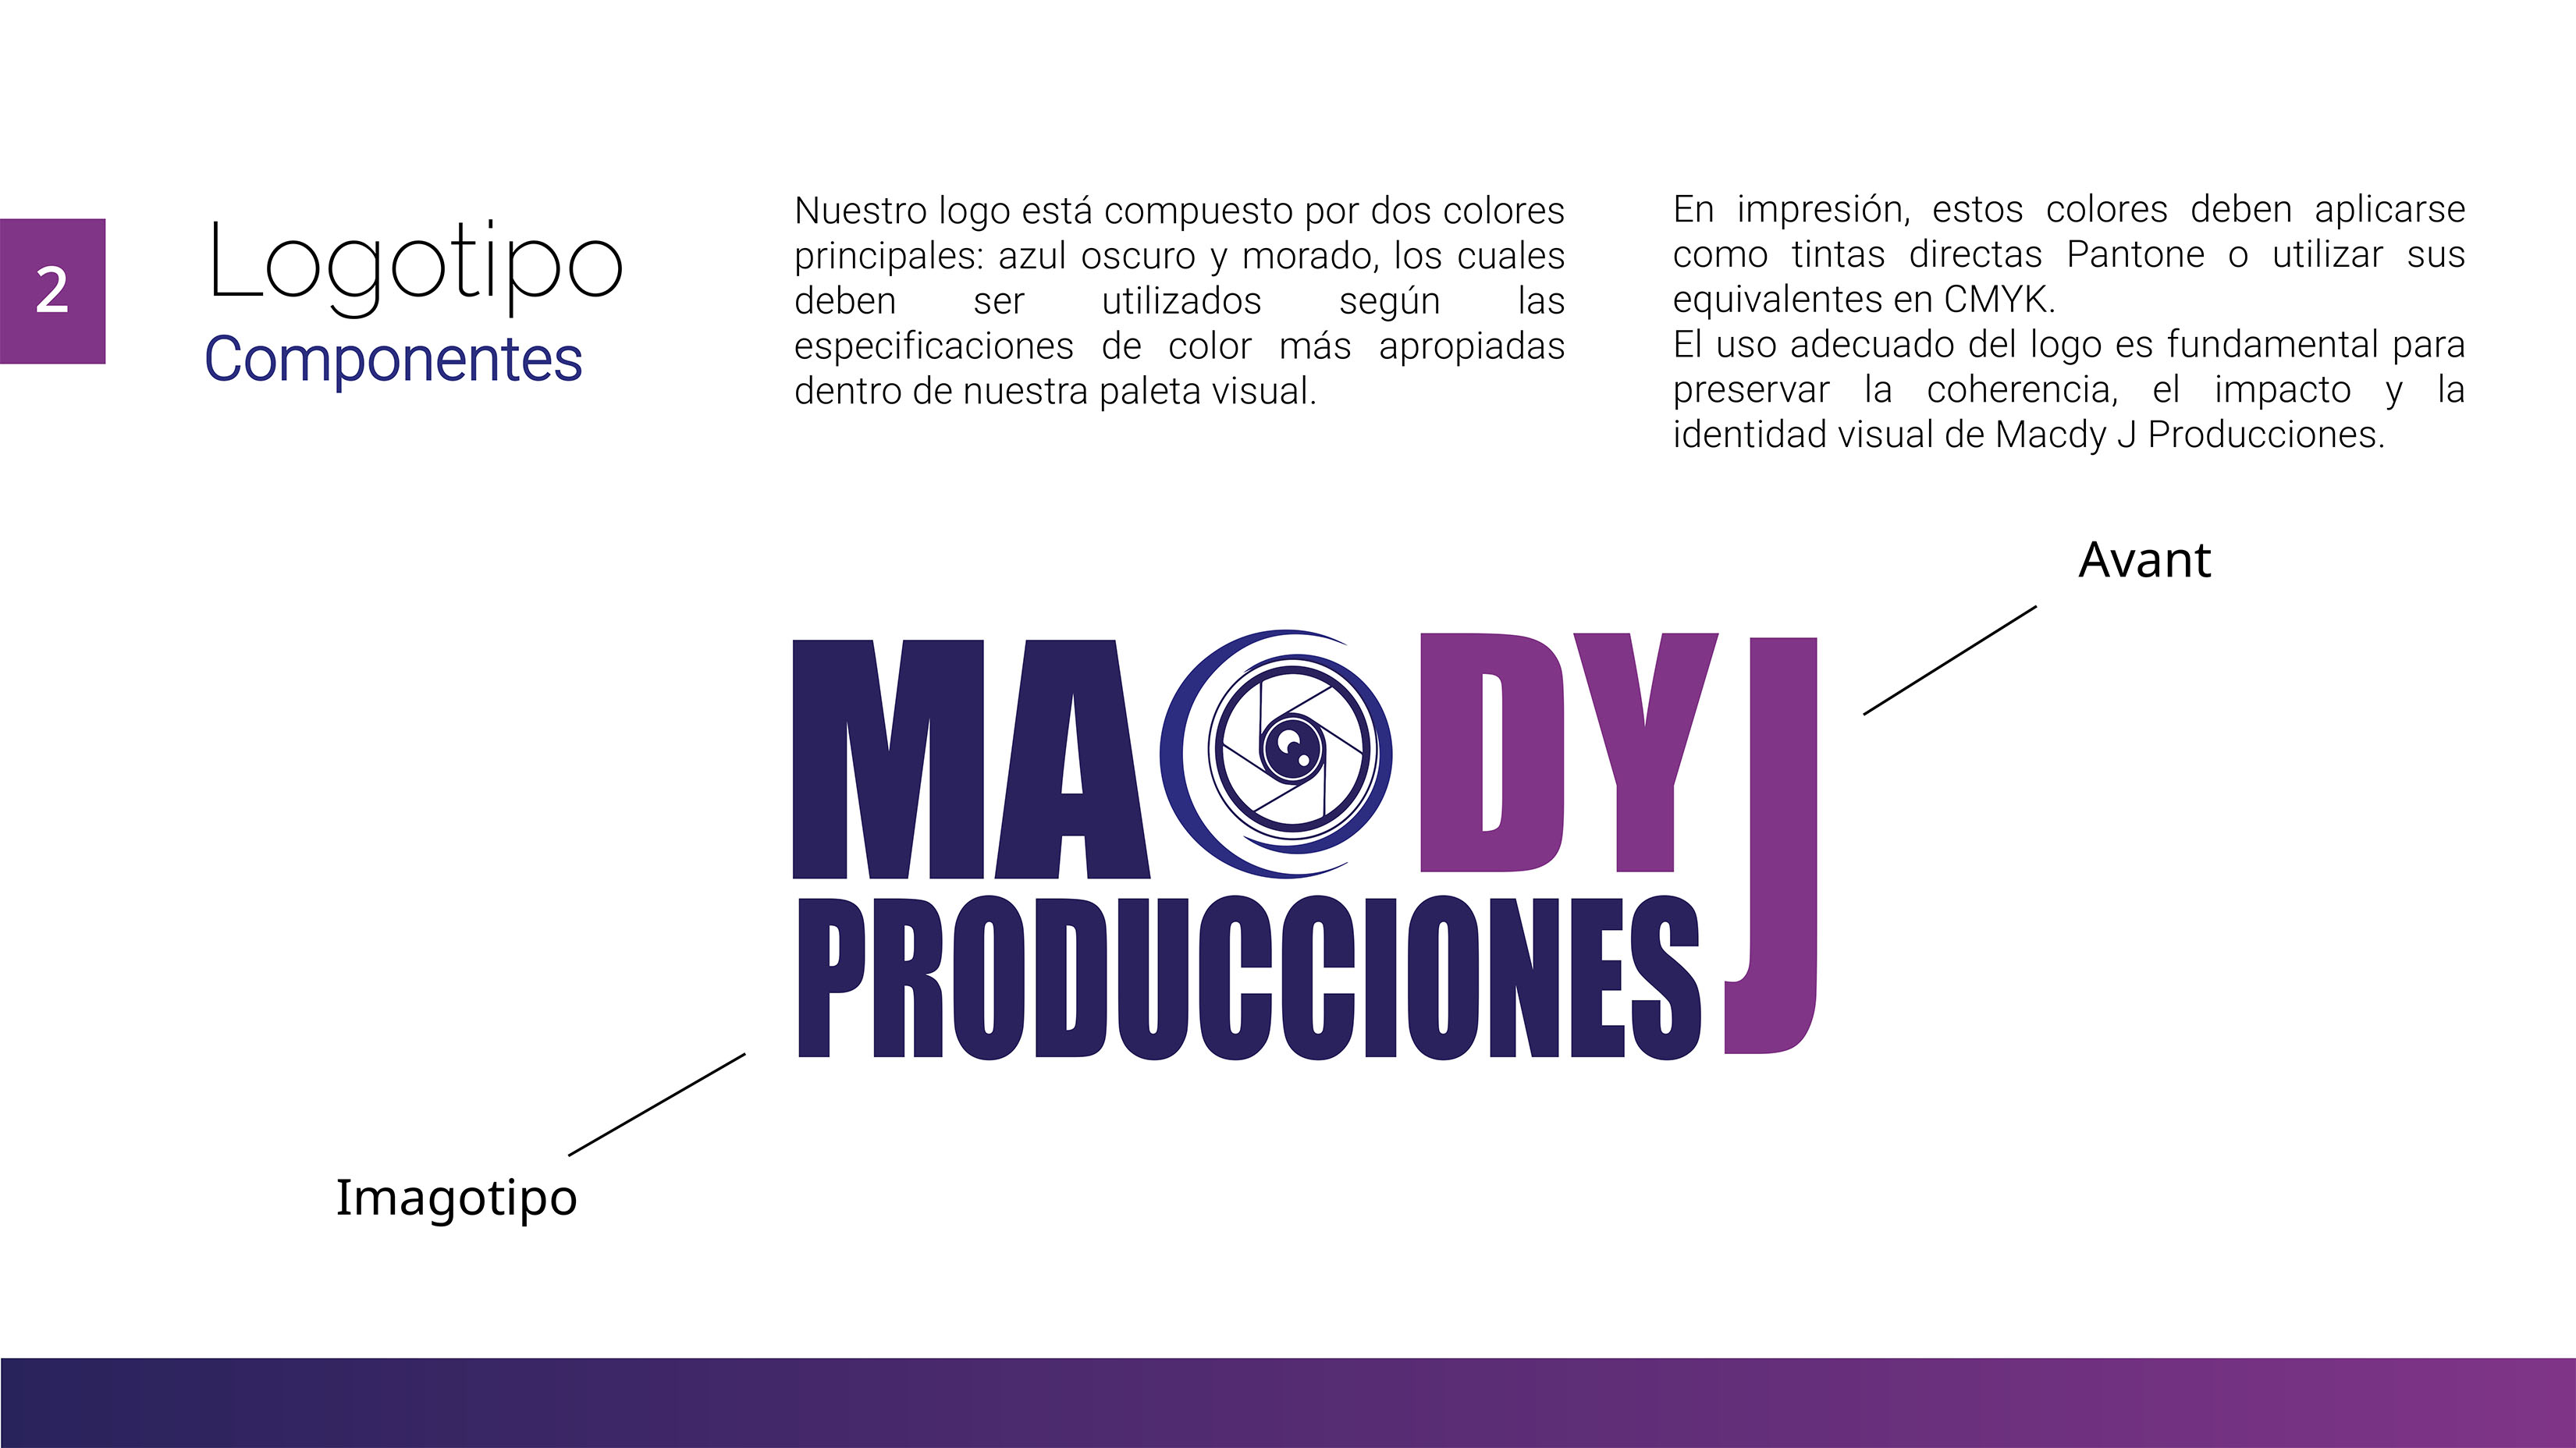 2
Logotipo
Componentes
Nuestro logo está compuesto por dos colores
principales: azul oscuro y morado, los cuales
deben ser utilizados según las
especificaciones de color más apropiadas
dentro de nuestra paleta visual.
En impresión, estos colores deben aplicarse
como tintas directas Pantone o utilizar sus
equivalentes en CMYK.
El uso adecuado del logo es fundamental para
preservar la coherencia, el impacto y la
identidad visual de Macdy J Producciones.
Avant
MACDY J
PRODUCCIONES
Imagotipo